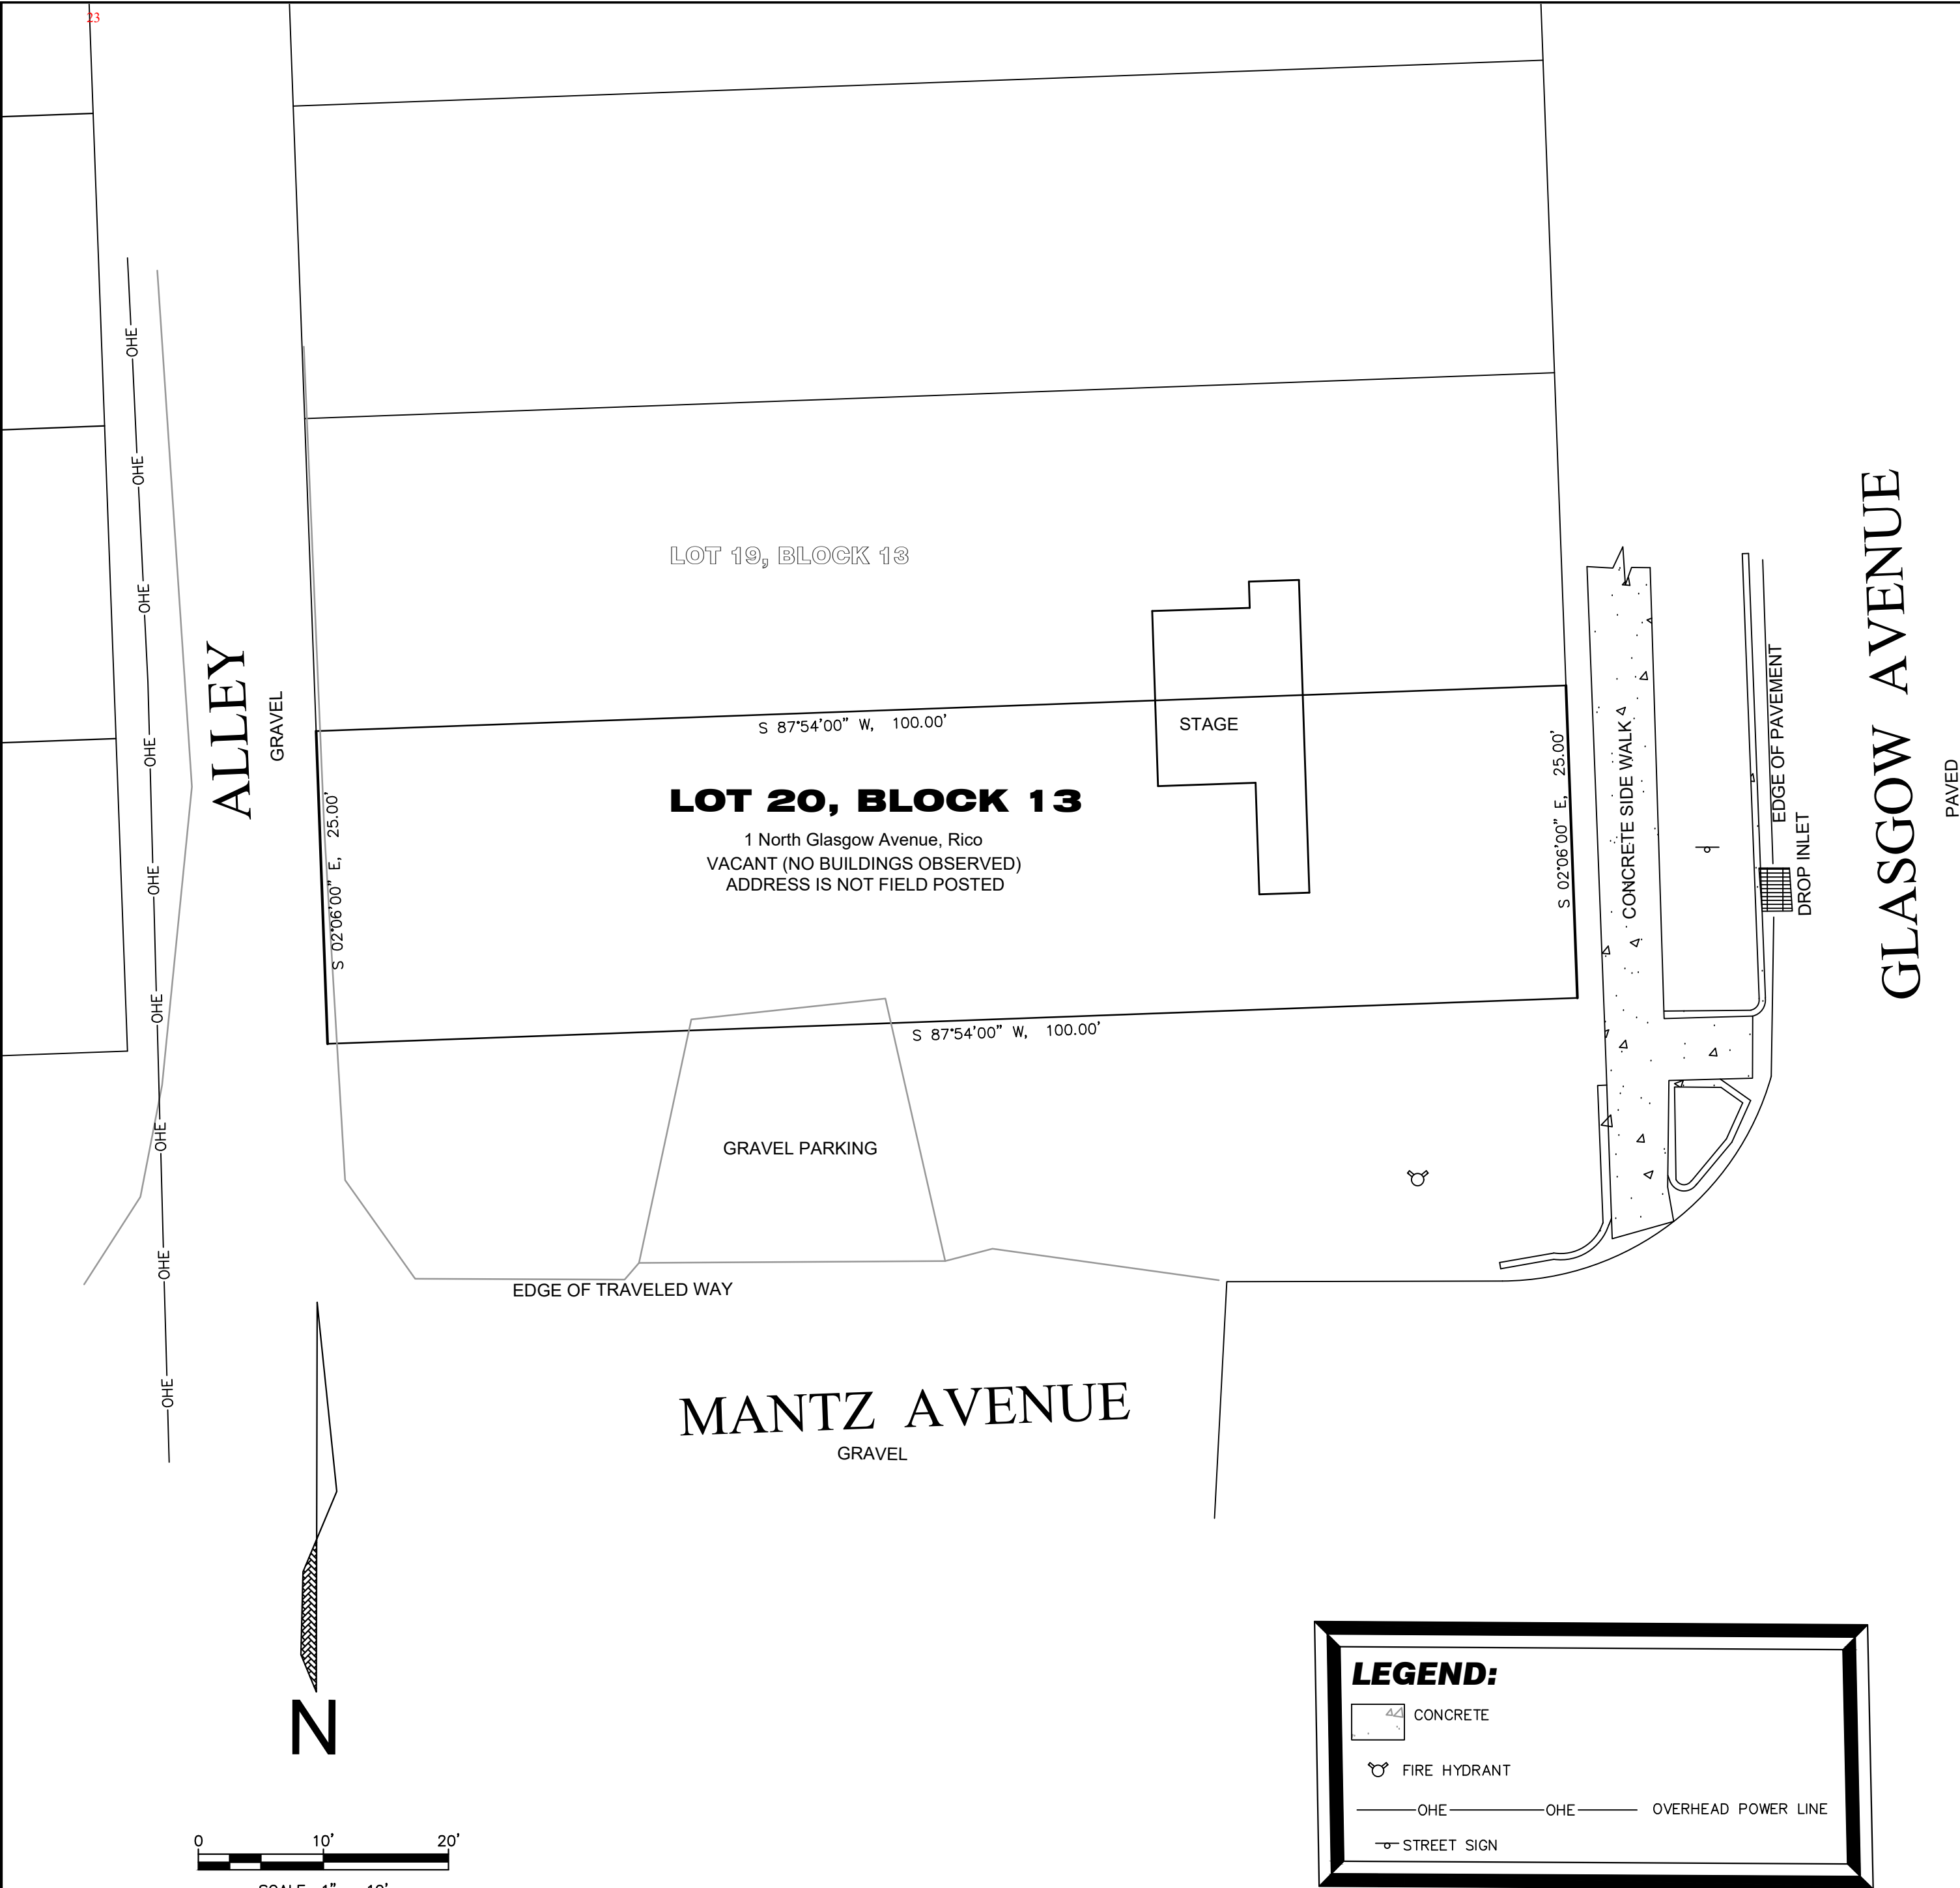 23
OHE
OHE
OHE
OHE
OHE
OHE
OHE
OHE
OHE
ALLEY
GRAVEL
LOT 19, BLOCK 13
STAGE
S 87°54'00" W, 100.00'
LOT 20, BLOCK 13
1 North Glasgow Avenue, Rico
VACANT (NO BUILDINGS OBSERVED)
ADDRESS IS NOT FIELD POSTED
S 02°06'00" E, 25.00'
S 02°06'00" E, 25.00'
S 87°54'00" W, 100.00'
CONCRETE SIDE WALK
EDGE OF PAVEMENT
DROP INLET
GLASGOW AVENUE
PAVED
GRAVEL PARKING
EDGE OF TRAVELED WAY
MANTZ AVENUE
GRAVEL
N
0 10' 20'
LEGEND:
CONCRETE
FIRE HYDRANT
OHE OHE OVERHEAD POWER LINE
STREET SIGN